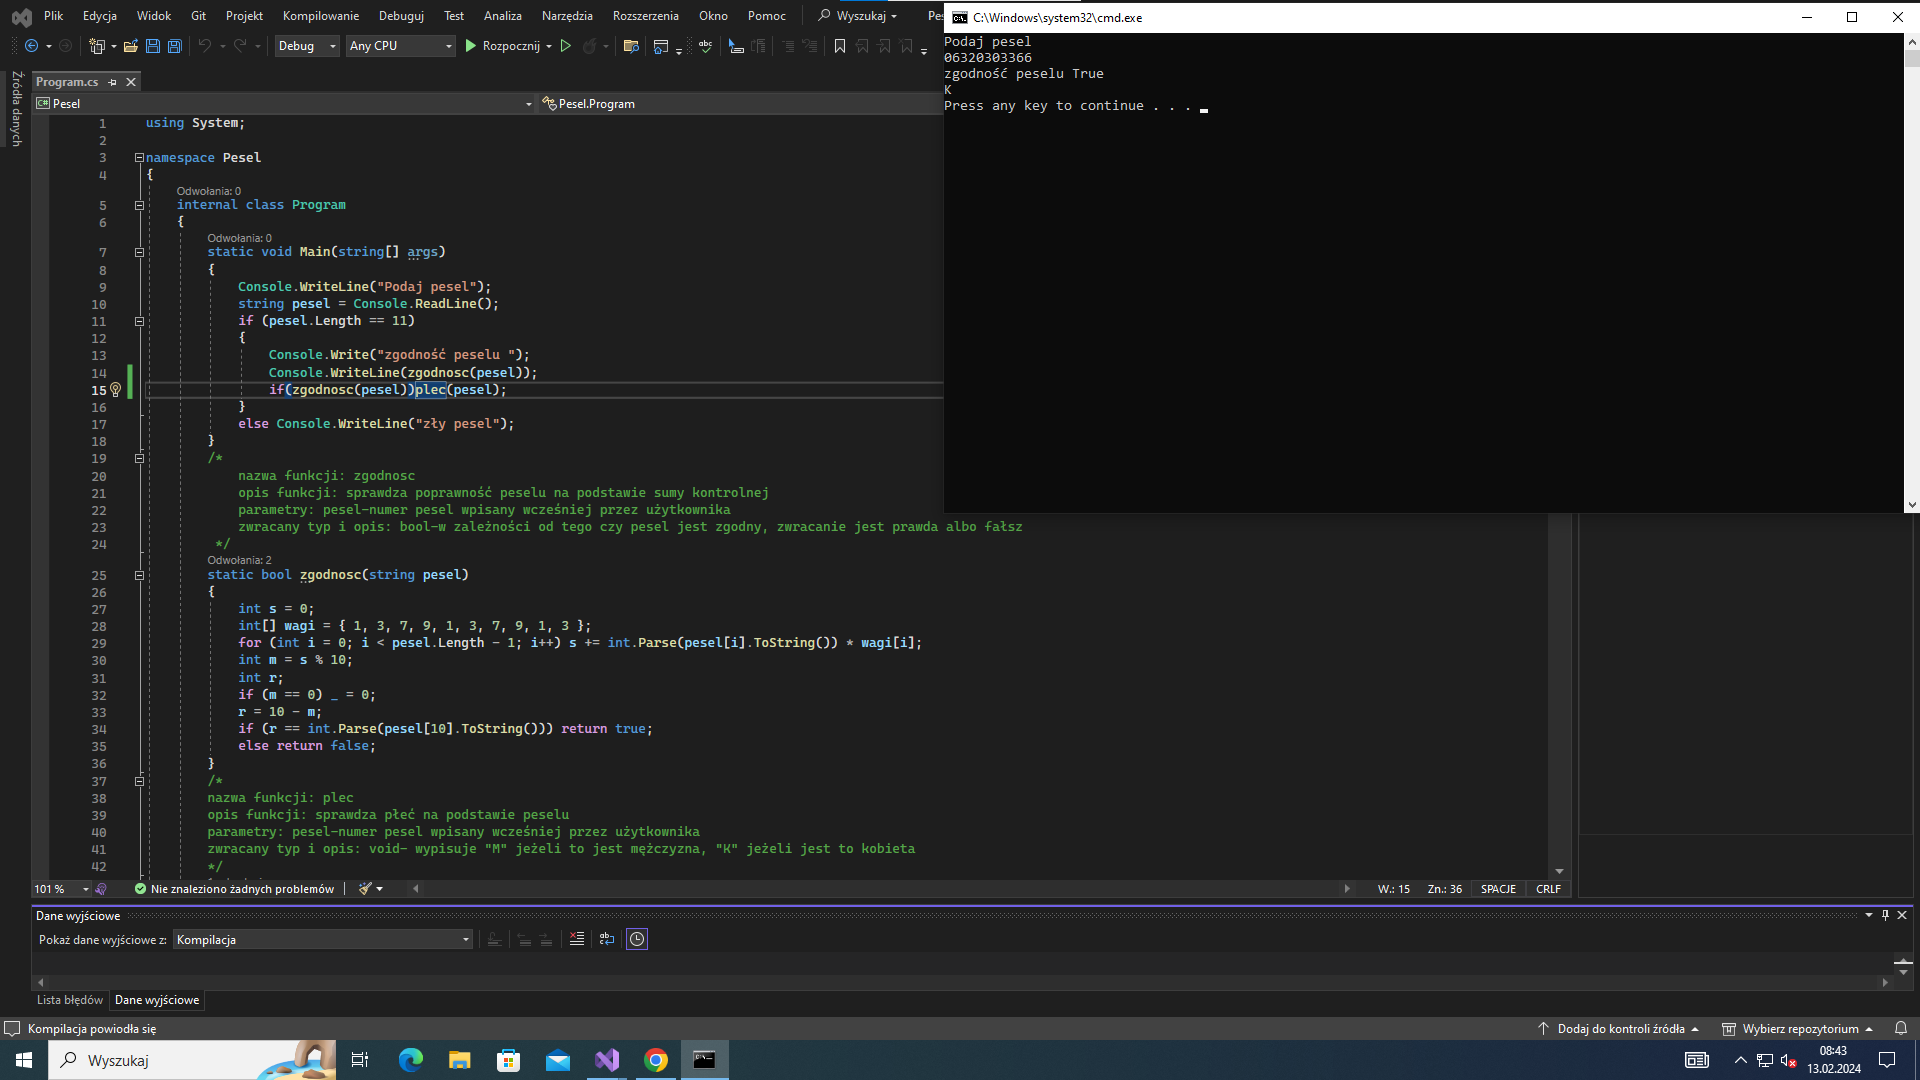 Plik Edycja Widok Git Projekt Kompilowanie Debuguj Test Analiza Narzędzia Rozszerzenia Okno Pomoc Wyszukaj Pes
Debug Any CPU Rozpocznij
Źródła danych
Program.cs
Pesel Pesel.Program
1 using System;
2
3 namespace Pesel
4 {
Odwołania: 0
5 internal class Program
6 {
Odwołania: 0
7 static void Main(string[] args)
8 {
9 Console.WriteLine("Podaj pesel");
10 string pesel = Console.ReadLine();
11 if (pesel.Length == 11)
12 {
13 Console.Write("zgodność peselu ");
14 Console.WriteLine(zgodnosc(pesel));
15 if(zgodnosc(pesel))plec(pesel);
16 }
17 else Console.WriteLine("zły pesel");
18 }
19 /*
20 nazwa funkcji: zgodnosc
21 opis funkcji: sprawdza poprawność peselu na podstawie sumy kontrolnej
22 parametry: pesel-numer pesel wpisany wcześniej przez użytkownika
23 zwracany typ i opis: bool-w zależności od tego czy pesel jest zgodny, zwracanie jest prawda albo fałsz
24 */
Odwołania: 2
25 static bool zgodnosc(string pesel)
26 {
27 int s = 0;
28 int[] wagi = { 1, 3, 7, 9, 1, 3, 7, 9, 1, 3 };
29 for (int i = 0; i < pesel.Length - 1; i++) s += int.Parse(pesel[i].ToString()) * wagi[i];
30 int m = s % 10;
31 int r;
32 if (m == 0) _ = 0;
33 r = 10 - m;
34 if (r == int.Parse(pesel[10].ToString())) return true;
35 else return false;
36 }
37 /*
38 nazwa funkcji: plec
39 opis funkcji: sprawdza płeć na podstawie peselu
40 parametry: pesel-numer pesel wpisany wcześniej przez użytkownika
41 zwracany typ i opis: void- wypisuje "M" jeżeli to jest mężczyzna, "K" jeżeli jest to kobieta
42 */
101 % Nie znaleziono żadnych problemów W.: 15 Zn.: 36 SPACJE CRLF
C:\Windows\system32\cmd.exe
Podaj pesel
06320303366
zgodność peselu True
K
Press any key to continue . . .
Dane wyjściowe
Pokaż dane wyjściowe z: Kompilacja
Lista błędów Dane wyjściowe
Kompilacja powiodła się Dodaj do kontroli źródła Wybierz repozytorium
Wyszukaj
08:43
13.02.2024